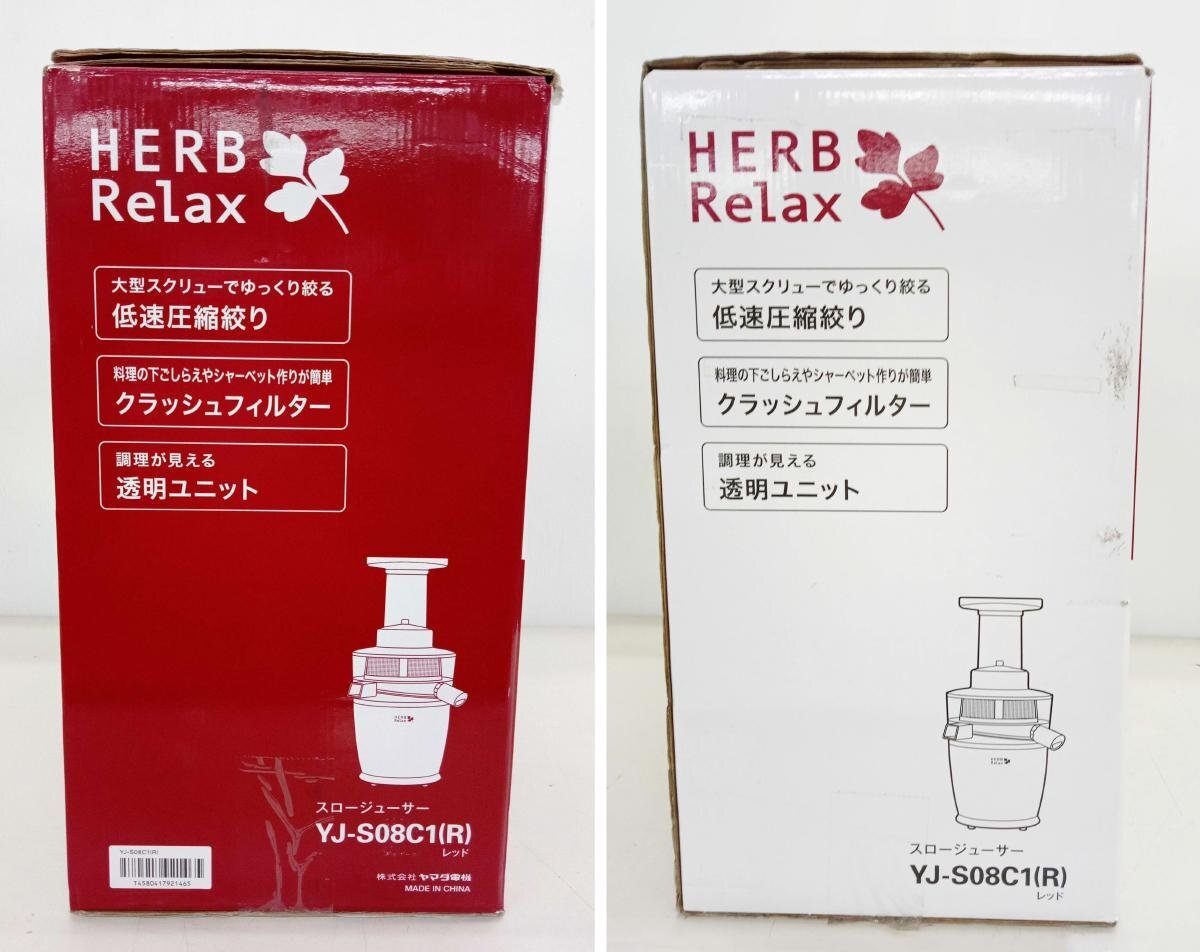 HERB
Relax
大型スクリューでゆっくり絞る
低速圧縮絞り
料理の下ごしらえやシャーベット作りが簡単
クラッシュフィルター
調理が見える
透明ユニット
HERB
Relax
スロージューサー
YJ-S08C1(R)
レッド
YJ-S08C1(R)
T4580417921465
株式会社 ヤマダ電機
MADE IN CHINA
HERB
Relax
大型スクリューでゆっくり絞る
低速圧縮絞り
料理の下ごしらえやシャーベット作りが簡単
クラッシュフィルター
調理が見える
透明ユニット
HERB
Relax
スロージューサー
YJ-S08C1(R)
レッド